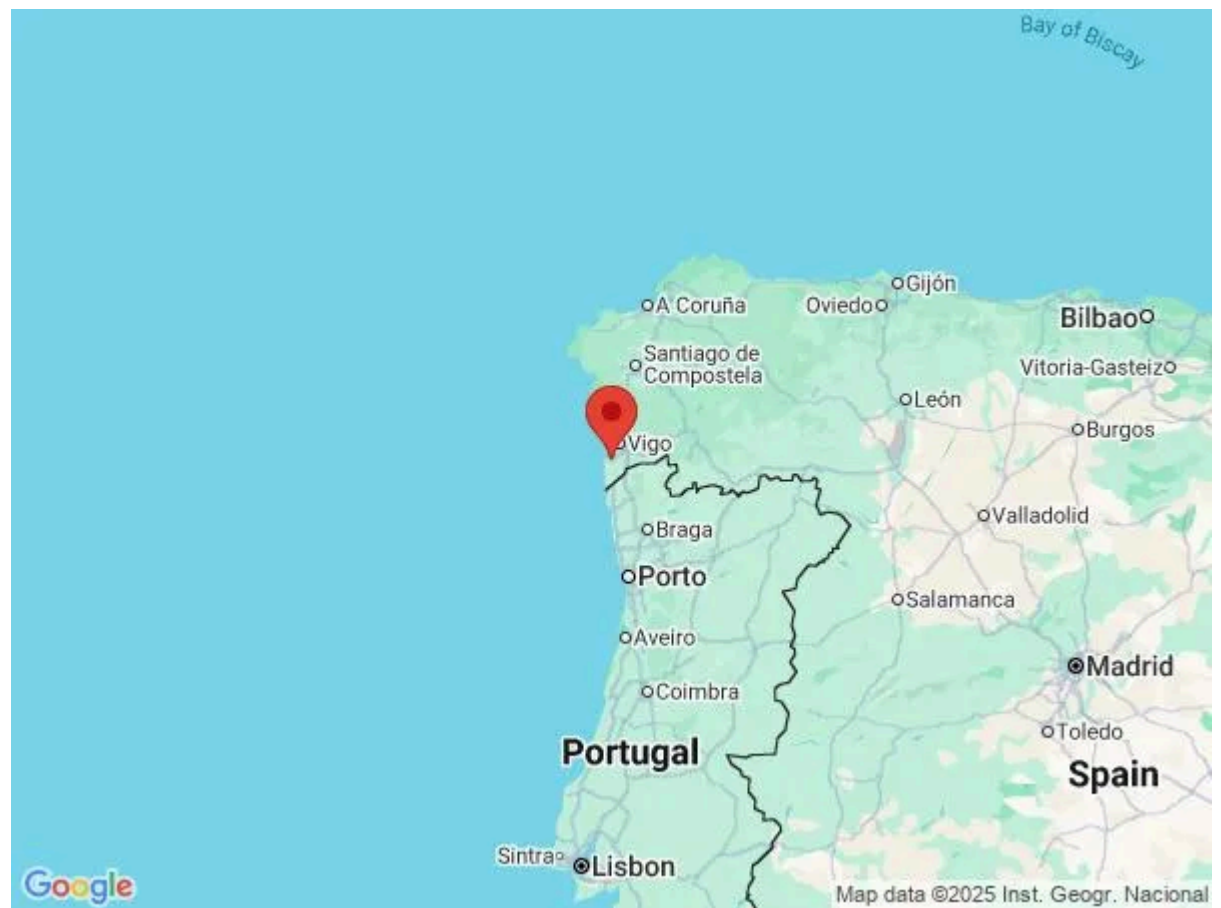 Bay of Biscay
Gijón
A Coruña
Oviedo
Bilbao
Santiago de
Compostela
Vitoria-Gasteiz
León
Burgos
Vigo
Valladolid
Braga
Porto
Salamanca
Aveiro
Madrid
Coimbra
Toledo
Portugal
Spain
Sintra
Lisbon
Google
Map data ©2025 Inst. Geogr. Nacional